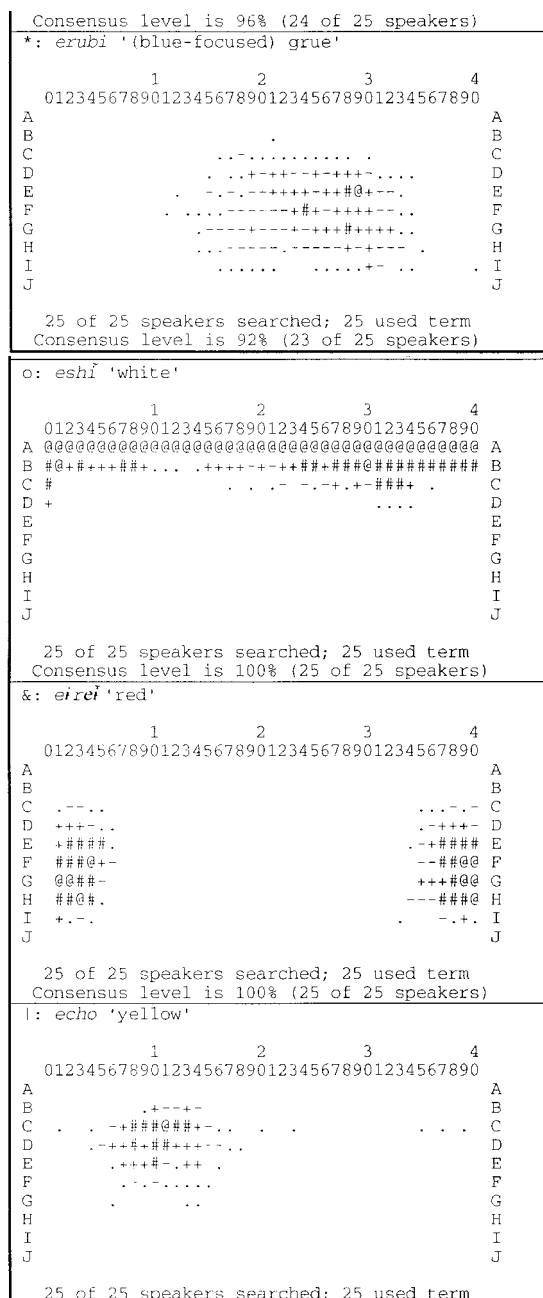 Consensus level is 96% (24 of 25 speakers)
*: erubi '(blue-focused) grue'
          1         2         3         4
01234567890123456789012345678901234567890
A                                           A
B                      .                    B
C                 ..-. . . . . . . . .  .            C
D                  .  ..+++--+-+++-....      D
E             .  -.-.--++++-++#@+--.       E
F            .  ....------+#+-++++--.       F
G               .----+---+-++#++++..        G
H               ...-----.-----+-+--- .      H
I                 ......   .....+- ..     . I
J                                           J
25 of 25 speakers searched; 25 used term
Consensus level is 92% (23 of 25 speakers)
o: eshĭ 'white'
          1         2         3         4
01234567890123456789012345678901234567890
A @@@@@@@@@@@@@@@@@@@@@@@@@@@@@@@@@@@@@@@@@ A
B #@+#+++##+... .++++-+-++##+###@########## B
C #                 .  . .- -.-+.+-###+ .     C
D +                              ....       D
E                                           E
F                                           F
G                                           G
H                                           H
I                                           I
J                                           J
25 of 25 speakers searched; 25 used term
Consensus level is 100% (25 of 25 speakers)
&: eireĭ 'red'
          1         2         3         4
01234567890123456789012345678901234567890
A                                           A
B                                           B
C  .--..                              ...-.- C
D  +++-..                             .-+++- D
E  +####.                            .-+#### E
F  ###@+-                             --##@@ F
G  @@##-                              +++#@@ G
H  ##@#.                             ---###@ H
I  +.-.                             .   -.+. I
J                                           J
25 of 25 speakers searched; 25 used term
Consensus level is 100% (25 of 25 speakers)
|: echo 'yellow'
          1         2         3         4
01234567890123456789012345678901234567890
A                                           A
B           .+--+-                          B
C  .    .  -+###@##+-..  .   .           .  .  . C
D      .-++#+##+++--..                      D
E        .+++#-.++ .                        E
F         .-.-.....                         F
G        .      ..                          G
H                                           H
I                                           I
J                                           J
25 of 25 speakers searched; 25 used term